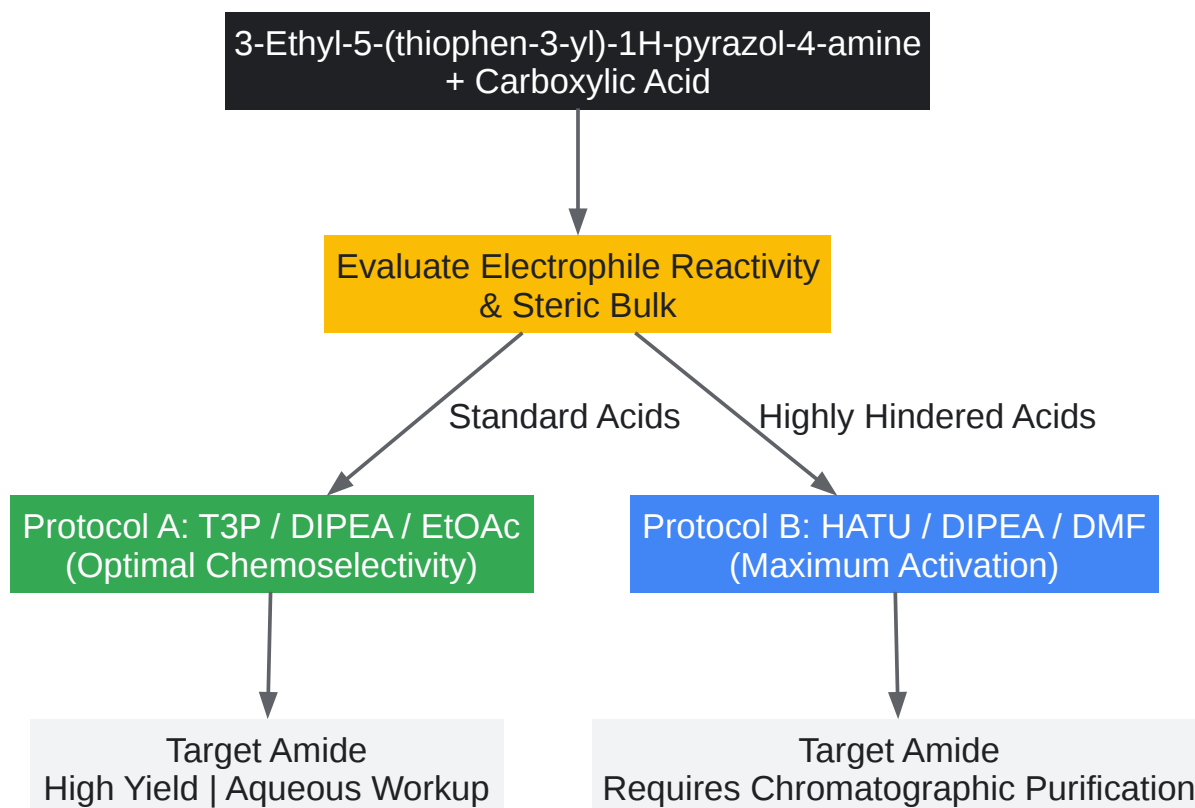 3-Ethyl-5-(thiophen-3-yl)-1H-pyrazol-4-amine
+ Carboxylic Acid
Evaluate Electrophile Reactivity
& Steric Bulk
Standard Acids
Highly Hindered Acids
Protocol A: T3P / DIPEA / EtOAc
(Optimal Chemoselectivity)
Protocol B: HATU / DIPEA / DMF
(Maximum Activation)
Target Amide
High Yield | Aqueous Workup
Target Amide
Requires Chromatographic Purification